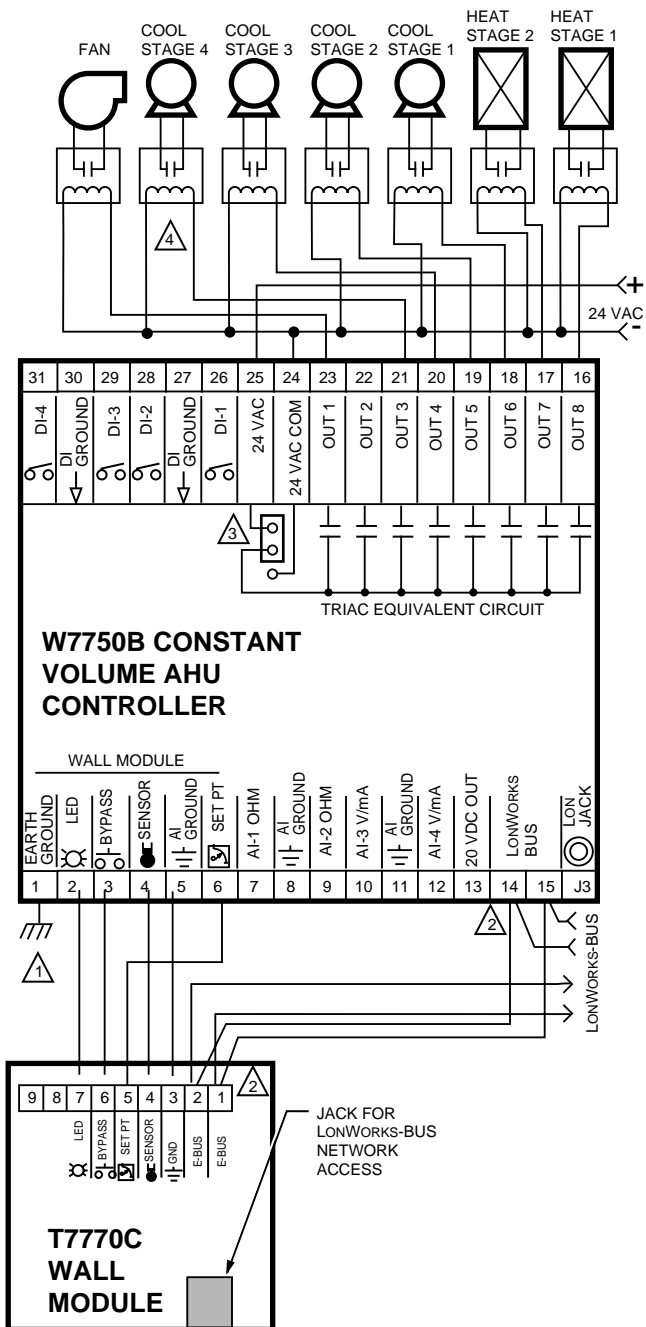 FAN
COOL STAGE 4
COOL STAGE 3
COOL STAGE 2
COOL STAGE 1
HEAT STAGE 2
HEAT STAGE 1
4
+
24 VAC
-
31 30 29 28 27 26 25 24 23 22 21 20 19 18 17 16
DI-4
DI GROUND
DI-3
DI-2
DI GROUND
DI-1
24 VAC
24 VAC COM
OUT 1
OUT 2
OUT 3
OUT 4
OUT 5
OUT 6
OUT 7
OUT 8
3
TRIAC EQUIVALENT CIRCUIT
W7750B CONSTANT
VOLUME AHU
CONTROLLER
WALL MODULE
EARTH GROUND
LED
BYPASS
SENSOR
AI GROUND
SET PT
AI-1 OHM
AI GROUND
AI-2 OHM
AI-3 V/mA
AI GROUND
AI-4 V/mA
20 VDC OUT
LONWORKS BUS
LON JACK
1 2 3 4 5 6 7 8 9 10 11 12 13 14 15 J3
1
2
LONWORKS-BUS
2
9 8 7 6 5 4 3 2 1
LED
BYPASS
SET PT
SENSOR
GND
E-BUS
E-BUS
JACK FOR
LONWORKS-BUS
NETWORK
ACCESS
T7770C
WALL
MODULE